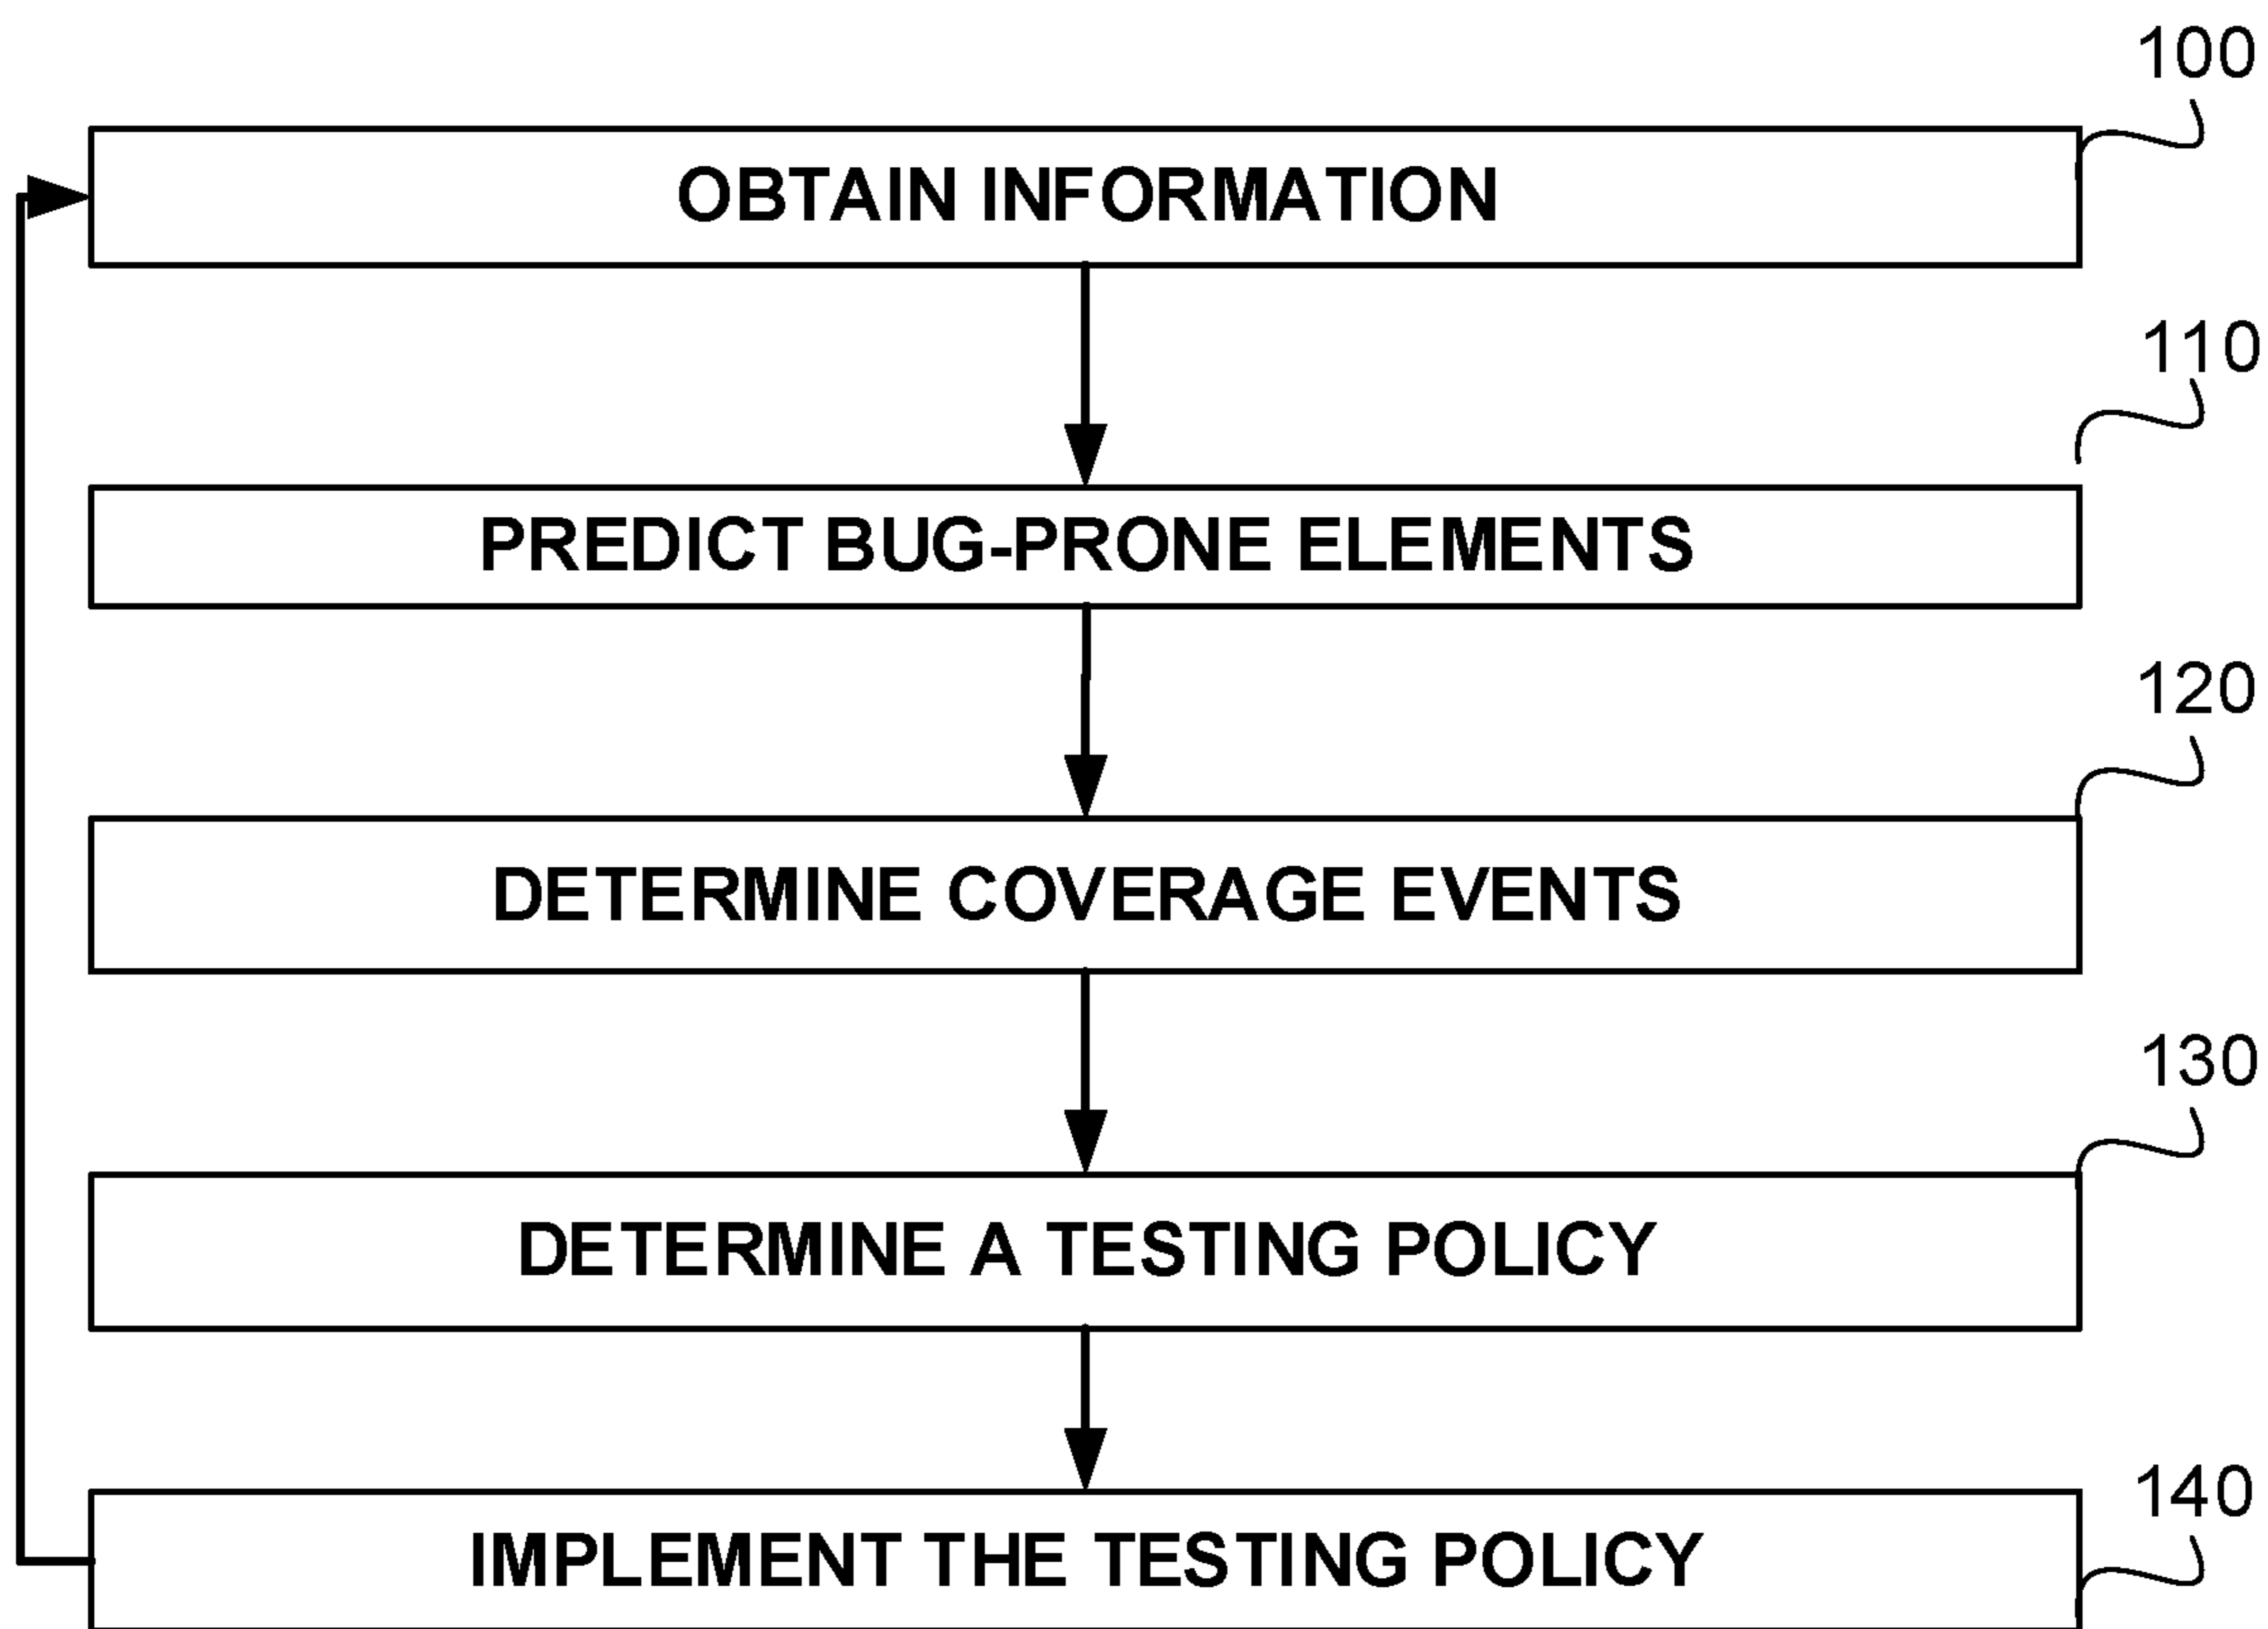 100
OBTAIN INFORMATION
110
PREDICT BUG-PRONE ELEMENTS
120
DETERMINE COVERAGE EVENTS
130
DETERMINE A TESTING POLICY
140
IMPLEMENT THE TESTING POLICY